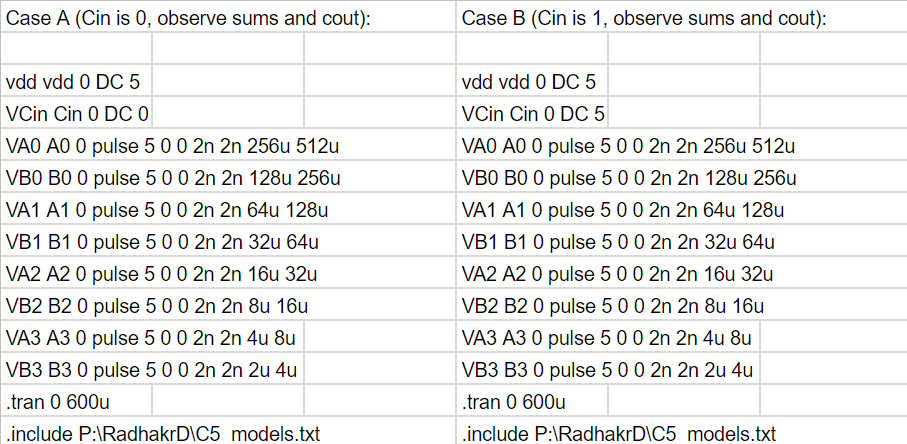 Case A (Cin is 0, observe sums and cout):
vdd vdd 0 DC 5
VCin Cin 0 DC 0
VA0 A0 0 pulse 5 0 0 2n 2n 256u 512u
VB0 B0 0 pulse 5 0 0 2n 2n 128u 256u
VA1 A1 0 pulse 5 0 0 2n 2n 64u 128u
VB1 B1 0 pulse 5 0 0 2n 2n 32u 64u
VA2 A2 0 pulse 5 0 0 2n 2n 16u 32u
VB2 B2 0 pulse 5 0 0 2n 2n 8u 16u
VA3 A3 0 pulse 5 0 0 2n 2n 4u 8u
VB3 B3 0 pulse 5 0 0 2n 2n 2u 4u
.tran 0 600u
.include P:\RadhakrD\C5_models.txt
Case B (Cin is 1, observe sums and cout):
vdd vdd 0 DC 5
VCin Cin 0 DC 5
VA0 A0 0 pulse 5 0 0 2n 2n 256u 512u
VB0 B0 0 pulse 5 0 0 2n 2n 128u 256u
VA1 A1 0 pulse 5 0 0 2n 2n 64u 128u
VB1 B1 0 pulse 5 0 0 2n 2n 32u 64u
VA2 A2 0 pulse 5 0 0 2n 2n 16u 32u
VB2 B2 0 pulse 5 0 0 2n 2n 8u 16u
VA3 A3 0 pulse 5 0 0 2n 2n 4u 8u
VB3 B3 0 pulse 5 0 0 2n 2n 2u 4u
.tran 0 600u
.include P:\RadhakrD\C5_models.txt